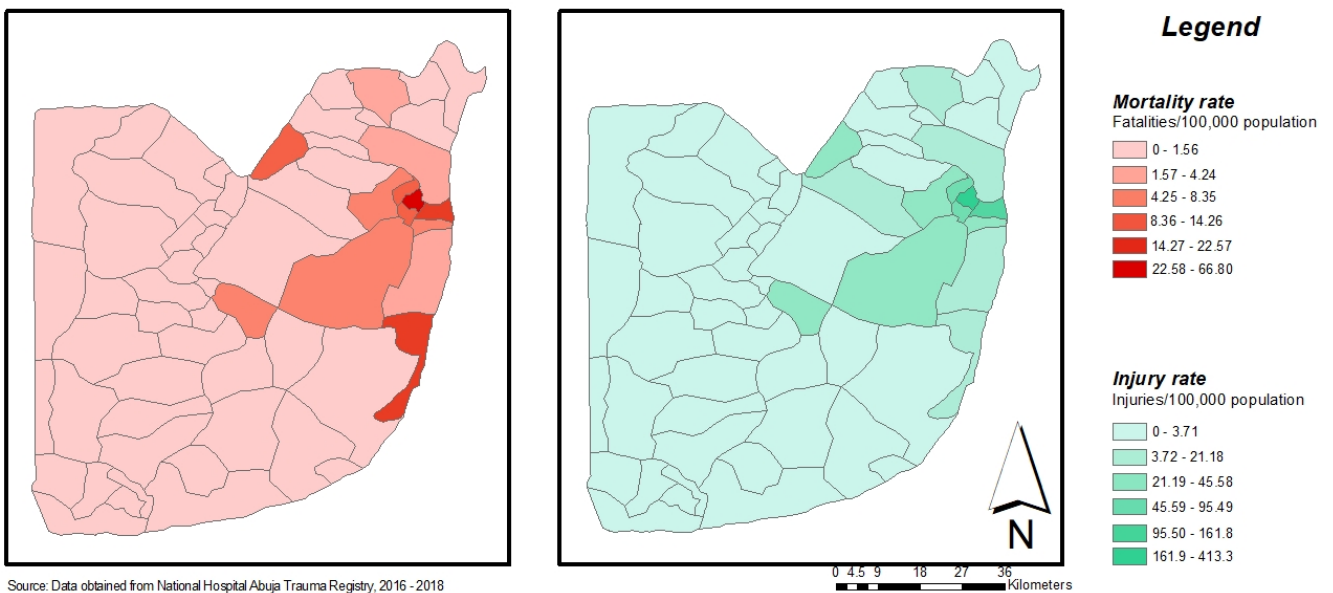 Legend
Mortality rate
Fatalities/100,000 population
0 - 1.56
1.57 - 4.24
4.25 - 8.35
8.36 - 14.26
14.27 - 22.57
22.58 - 66.80
Injury rate
Injuries/100,000 population
0 - 3.71
3.72 - 21.18
21.19 - 45.58
45.59 - 95.49
95.50 - 161.8
161.9 - 413.3
N
0 4.5 9 18 27 36
Kilometers
Source: Data obtained from National Hospital Abuja Trauma Registry, 2016 - 2018